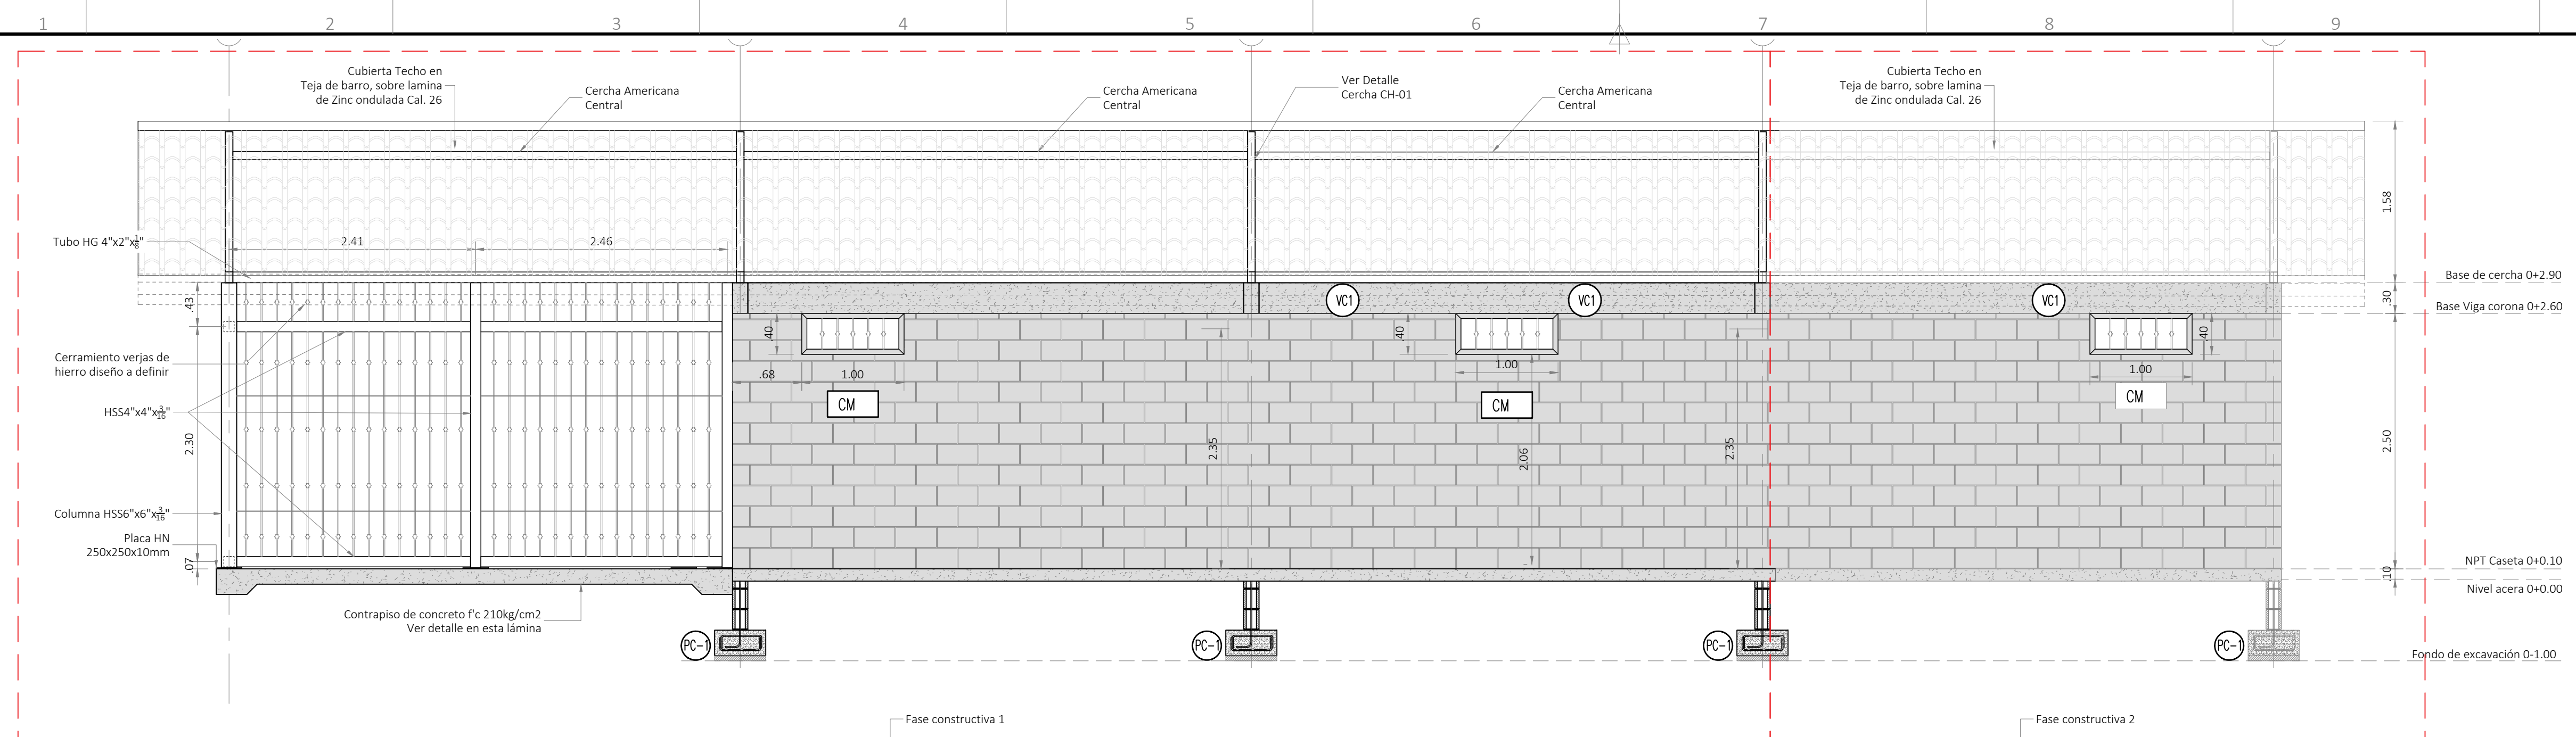 1 2 3 4 5 6 7 8 9
Cubierta Techo en
Teja de barro, sobre lamina
de Zinc ondulada Cal. 26
Cercha Americana
Central
Cercha Americana
Central
Ver Detalle
Cercha CH-01
Cercha Americana
Central
Cubierta Techo en
Teja de barro, sobre lamina
de Zinc ondulada Cal. 26
1.58
Tubo HG 4"x2"x1/8"
2.41
2.46
Base de cercha 0+2.90
.43
VC1
VC1
VC1
.30
Base Viga corona 0+2.60
.40
.40
.40
Cerramiento verjas de
hierro diseño a definir
.68
1.00
1.00
1.00
CM
CM
CM
HSS4"x4"x3/16"
2.30
2.35
2.06
2.35
2.50
Columna HSS6"x6"x3/16"
Placa HN
250x250x10mm
.07
NPT Caseta 0+0.10
.10
Nivel acera 0+0.00
Contrapiso de concreto f'c 210kg/cm2
Ver detalle en esta lámina
PC-1
PC-1
PC-1
PC-1
Fondo de excavación 0-1.00
Fase constructiva 1
Fase constructiva 2